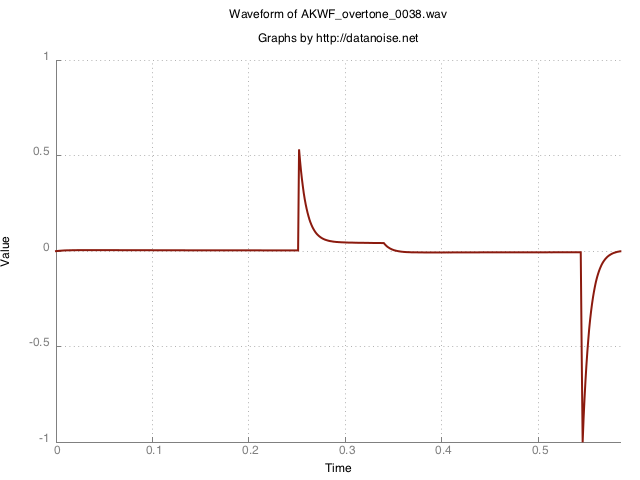 Waveform of AKWF_overtone_0038.wav
Graphs by http://datanoise.net
1
0.5
0
-0.5
-1
Value
0 0.1 0.2 0.3 0.4 0.5
Time